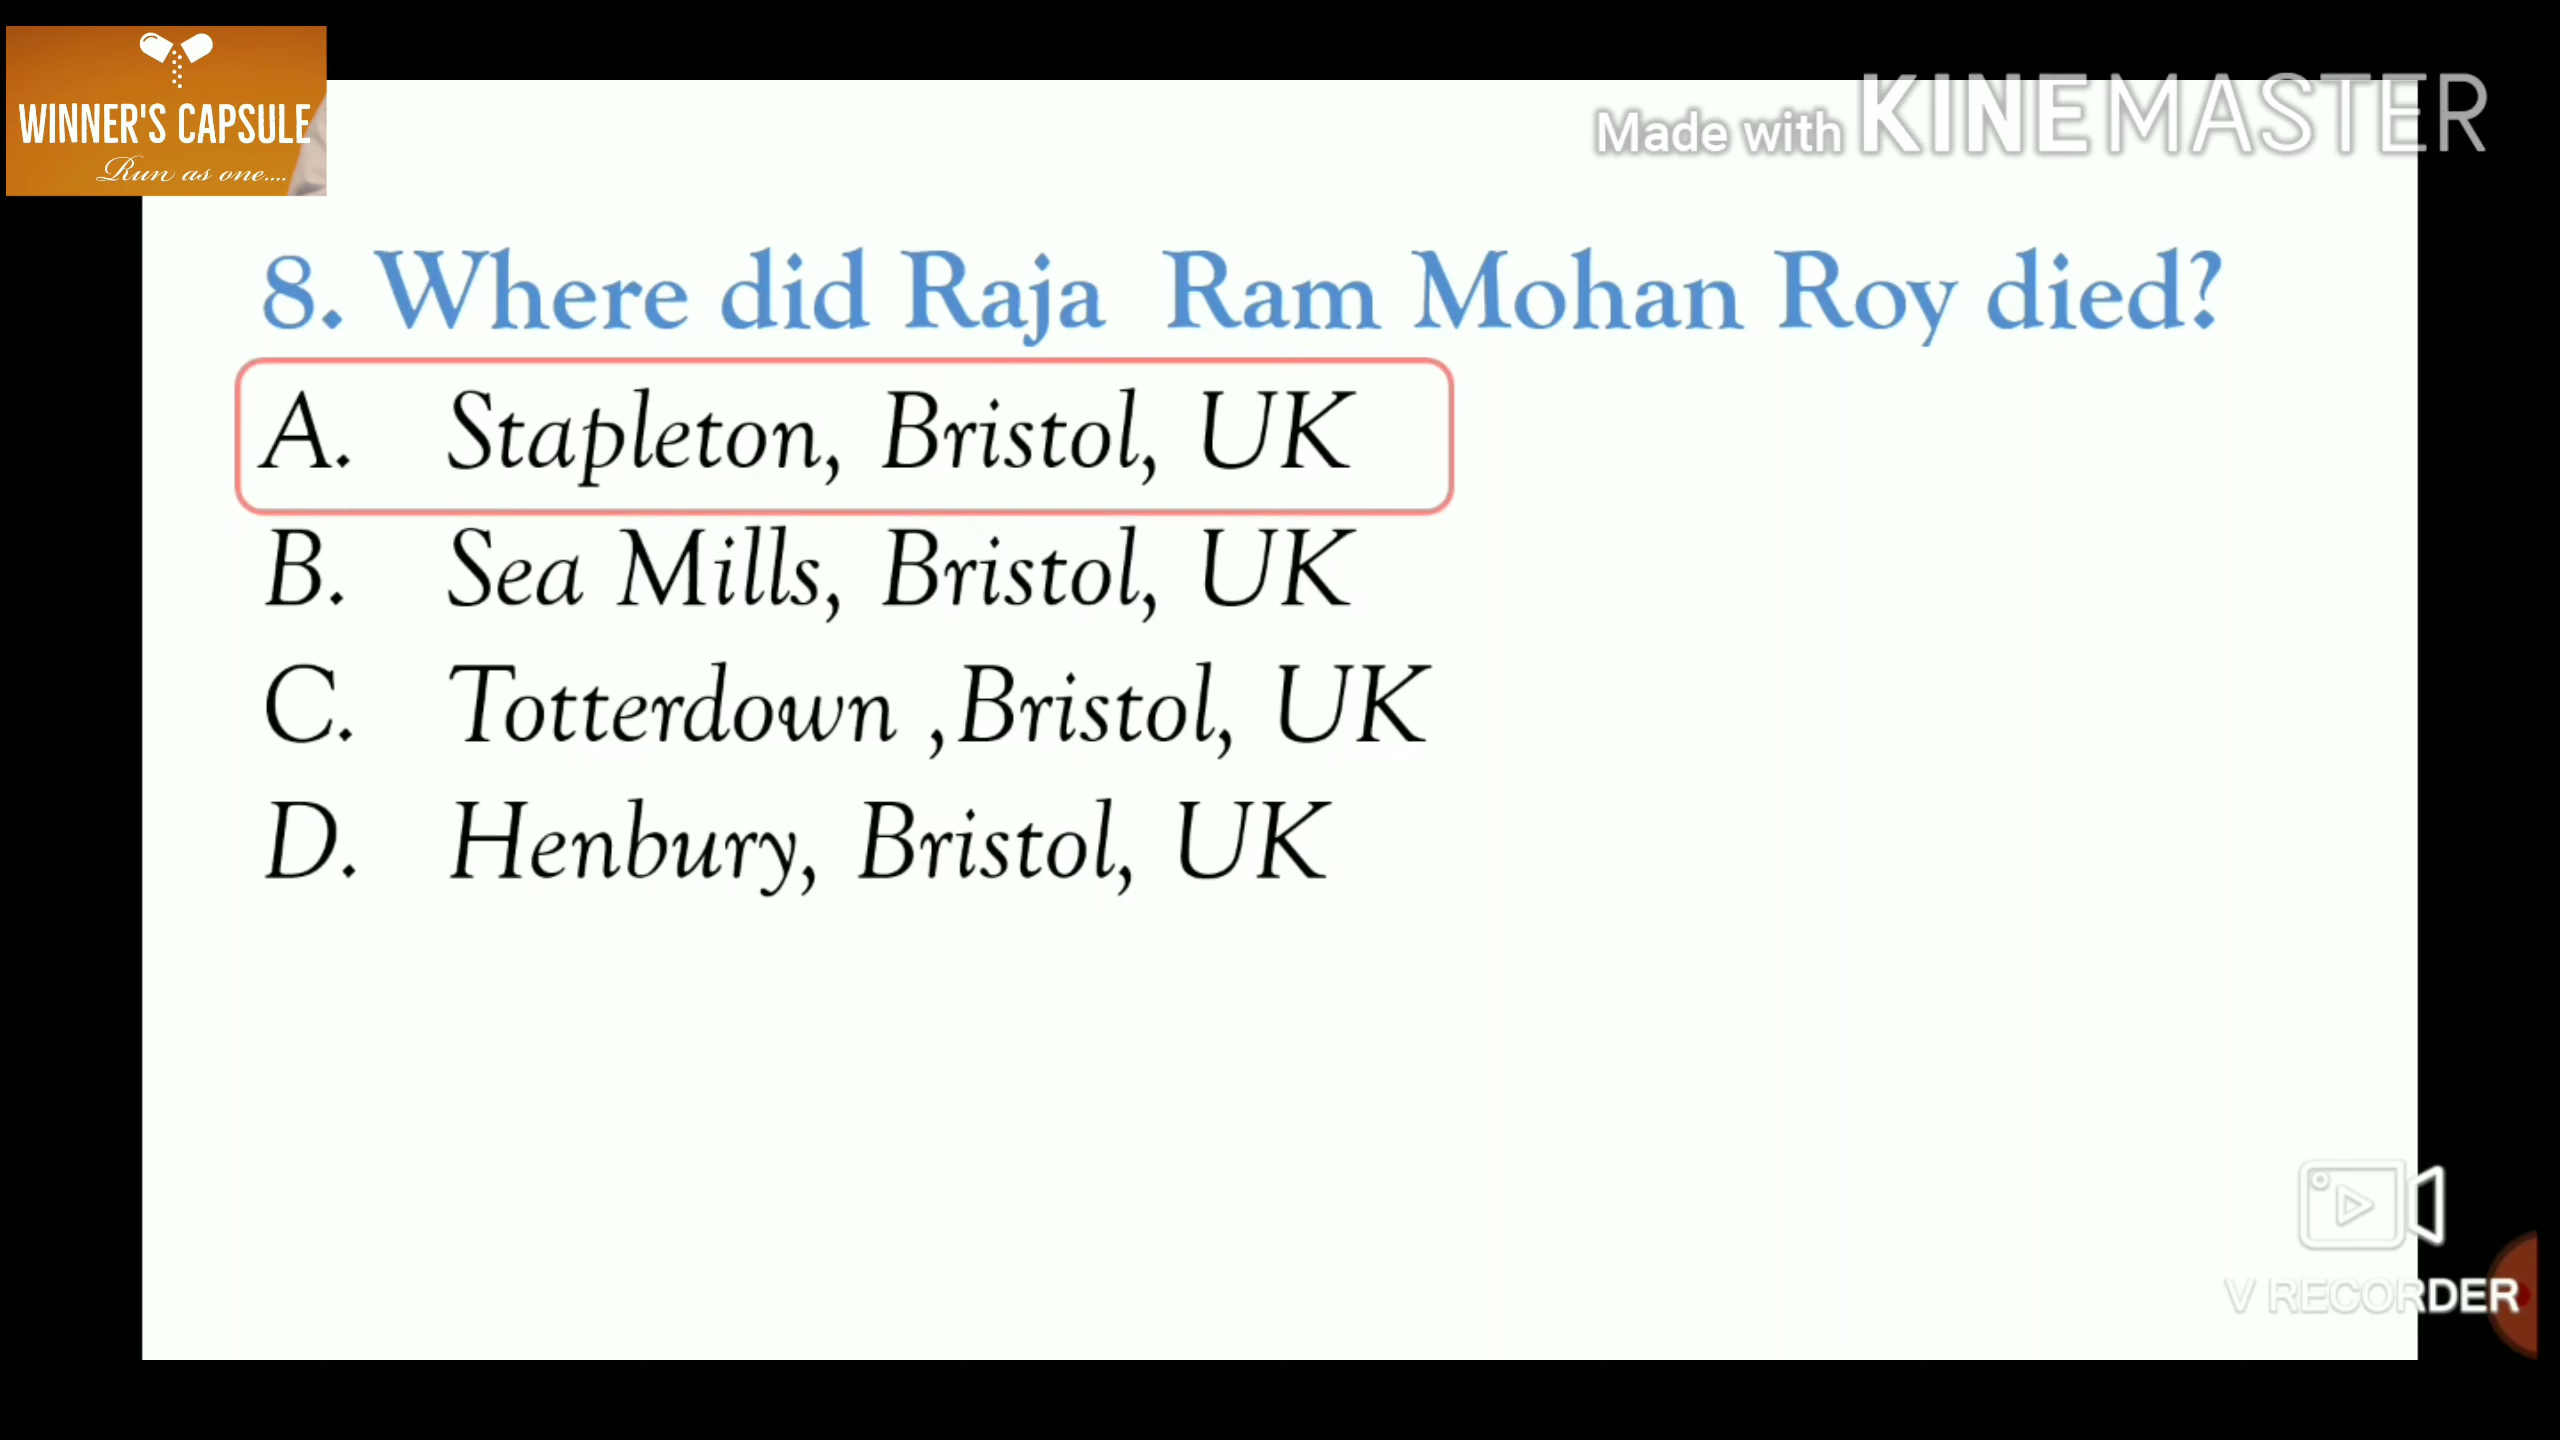 WINNER'S CAPSULE
Run as one....
Made with KINEMASTER
8. Where did Raja Ram Mohan Roy died?
A. Stapleton, Bristol, UK
B. Sea Mills, Bristol, UK
C. Totterdown ,Bristol, UK
D. Henbury, Bristol, UK
V RECORDER